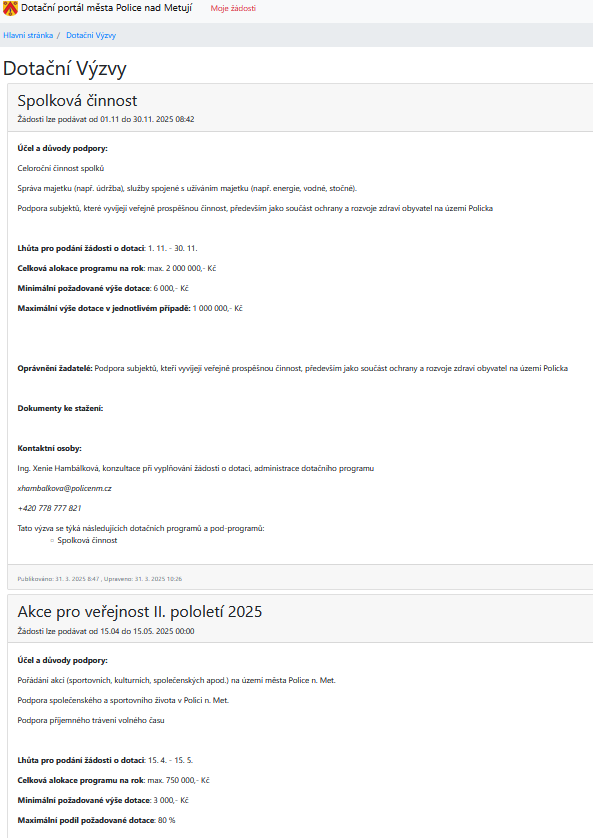 Dotační portál města Police nad Metují
Moje žádosti
Hlavní stránka / Dotační Výzvy
Dotační Výzvy
Spolková činnost
Žádosti lze podávat od 01.11 do 30.11. 2025 08:42
Účel a důvody podpory:
Celoroční činnost spolků
Správa majetku (např. údržba), služby spojené s užíváním majetku (např. energie, vodné, stočné).
Podpora subjektů, které vyvíjejí veřejně prospěšnou činnost, především jako součást ochrany a rozvoje zdraví obyvatel na území Policka
Lhůta pro podání žádosti o dotaci: 1. 11. - 30. 11.
Celková alokace programu na rok: max. 2 000 000,- Kč
Minimální požadované výše dotace: 6 000,- Kč
Maximální výše dotace v jednotlivém případě: 1 000 000,- Kč
Oprávnění žadatelé: Podpora subjektů, kteří vyvíjejí veřejně prospěšnou činnost, především jako součást ochrany a rozvoje zdraví obyvatel na území Policka
Dokumenty ke stažení:
Kontaktní osoby:
Ing. Xenie Hambálková, konzultace při vyplňování žádosti o dotaci, administrace dotačního programu
xhambalkova@policenm.cz
+420 778 777 821
Tato výzva se týká následujících dotačních programů a pod-programů:
Spolková činnost
Publikováno: 31. 3. 2025 8:47 , Upraveno: 31. 3. 2025 10:26
Akce pro veřejnost II. pololetí 2025
Žádosti lze podávat od 15.04 do 15.05. 2025 00:00
Účel a důvody podpory:
Pořádání akcí (sportovních, kulturních, společenských apod.) na území města Police n. Met.
Podpora společenského a sportovního života v Polici n. Met.
Podpora příjemného trávení volného času
Lhůta pro podání žádosti o dotaci: 15. 4. - 15. 5.
Celková alokace programu na rok: max. 750 000,- Kč
Minimální požadované výše dotace: 3 000,- Kč
Maximální podíl požadované dotace: 80 %